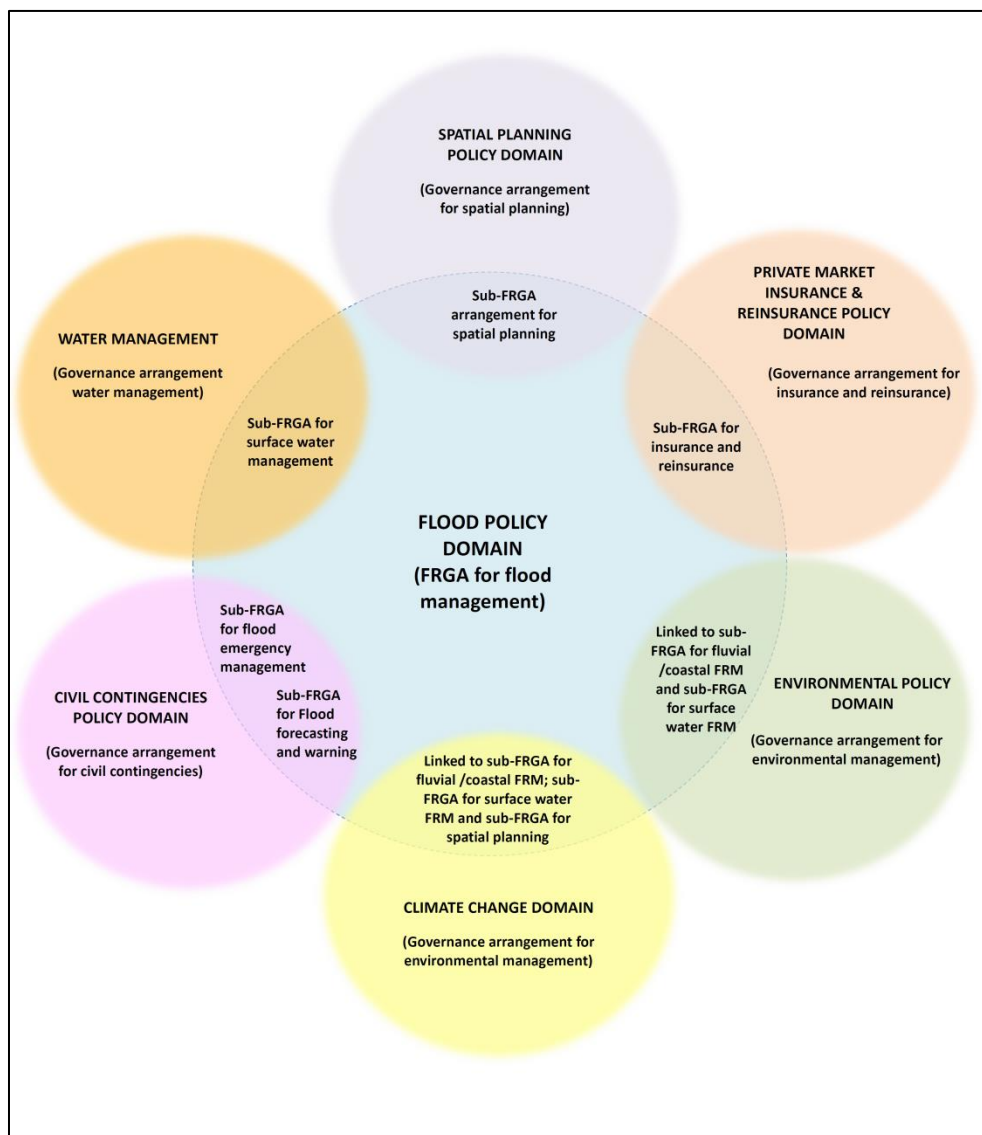 SPATIAL PLANNING
POLICY DOMAIN
(Governance arrangement
for spatial planning)
Sub-FRGA
arrangement for
spatial planning
PRIVATE MARKET
INSURANCE &
REINSURANCE POLICY
DOMAIN
(Governance arrangement for
insurance and reinsurance)
Sub-FRGA for
insurance and
reinsurance
WATER MANAGEMENT
(Governance arrangement
water management)
Sub-FRGA for
surface water
management
FLOOD POLICY
DOMAIN
(FRGA for flood
management)
Sub-FRGA
for flood
emergency
management
Sub-FRGA
for Flood
forecasting
and warning
CIVIL CONTINGENCIES
POLICY DOMAIN
(Governance arrangement
for civil contingencies)
Linked to sub-
FRGA for fluvial
/coastal FRM
and sub-FRGA
for surface
water FRM
ENVIRONMENTAL POLICY
DOMAIN
(Governance arrangement for
environmental management)
Linked to sub-FRGA for
fluvial /coastal FRM; sub-
FRGA for surface water
FRM and sub-FRGA for
spatial planning
CLIMATE CHANGE DOMAIN
(Governance arrangement for
environmental management)